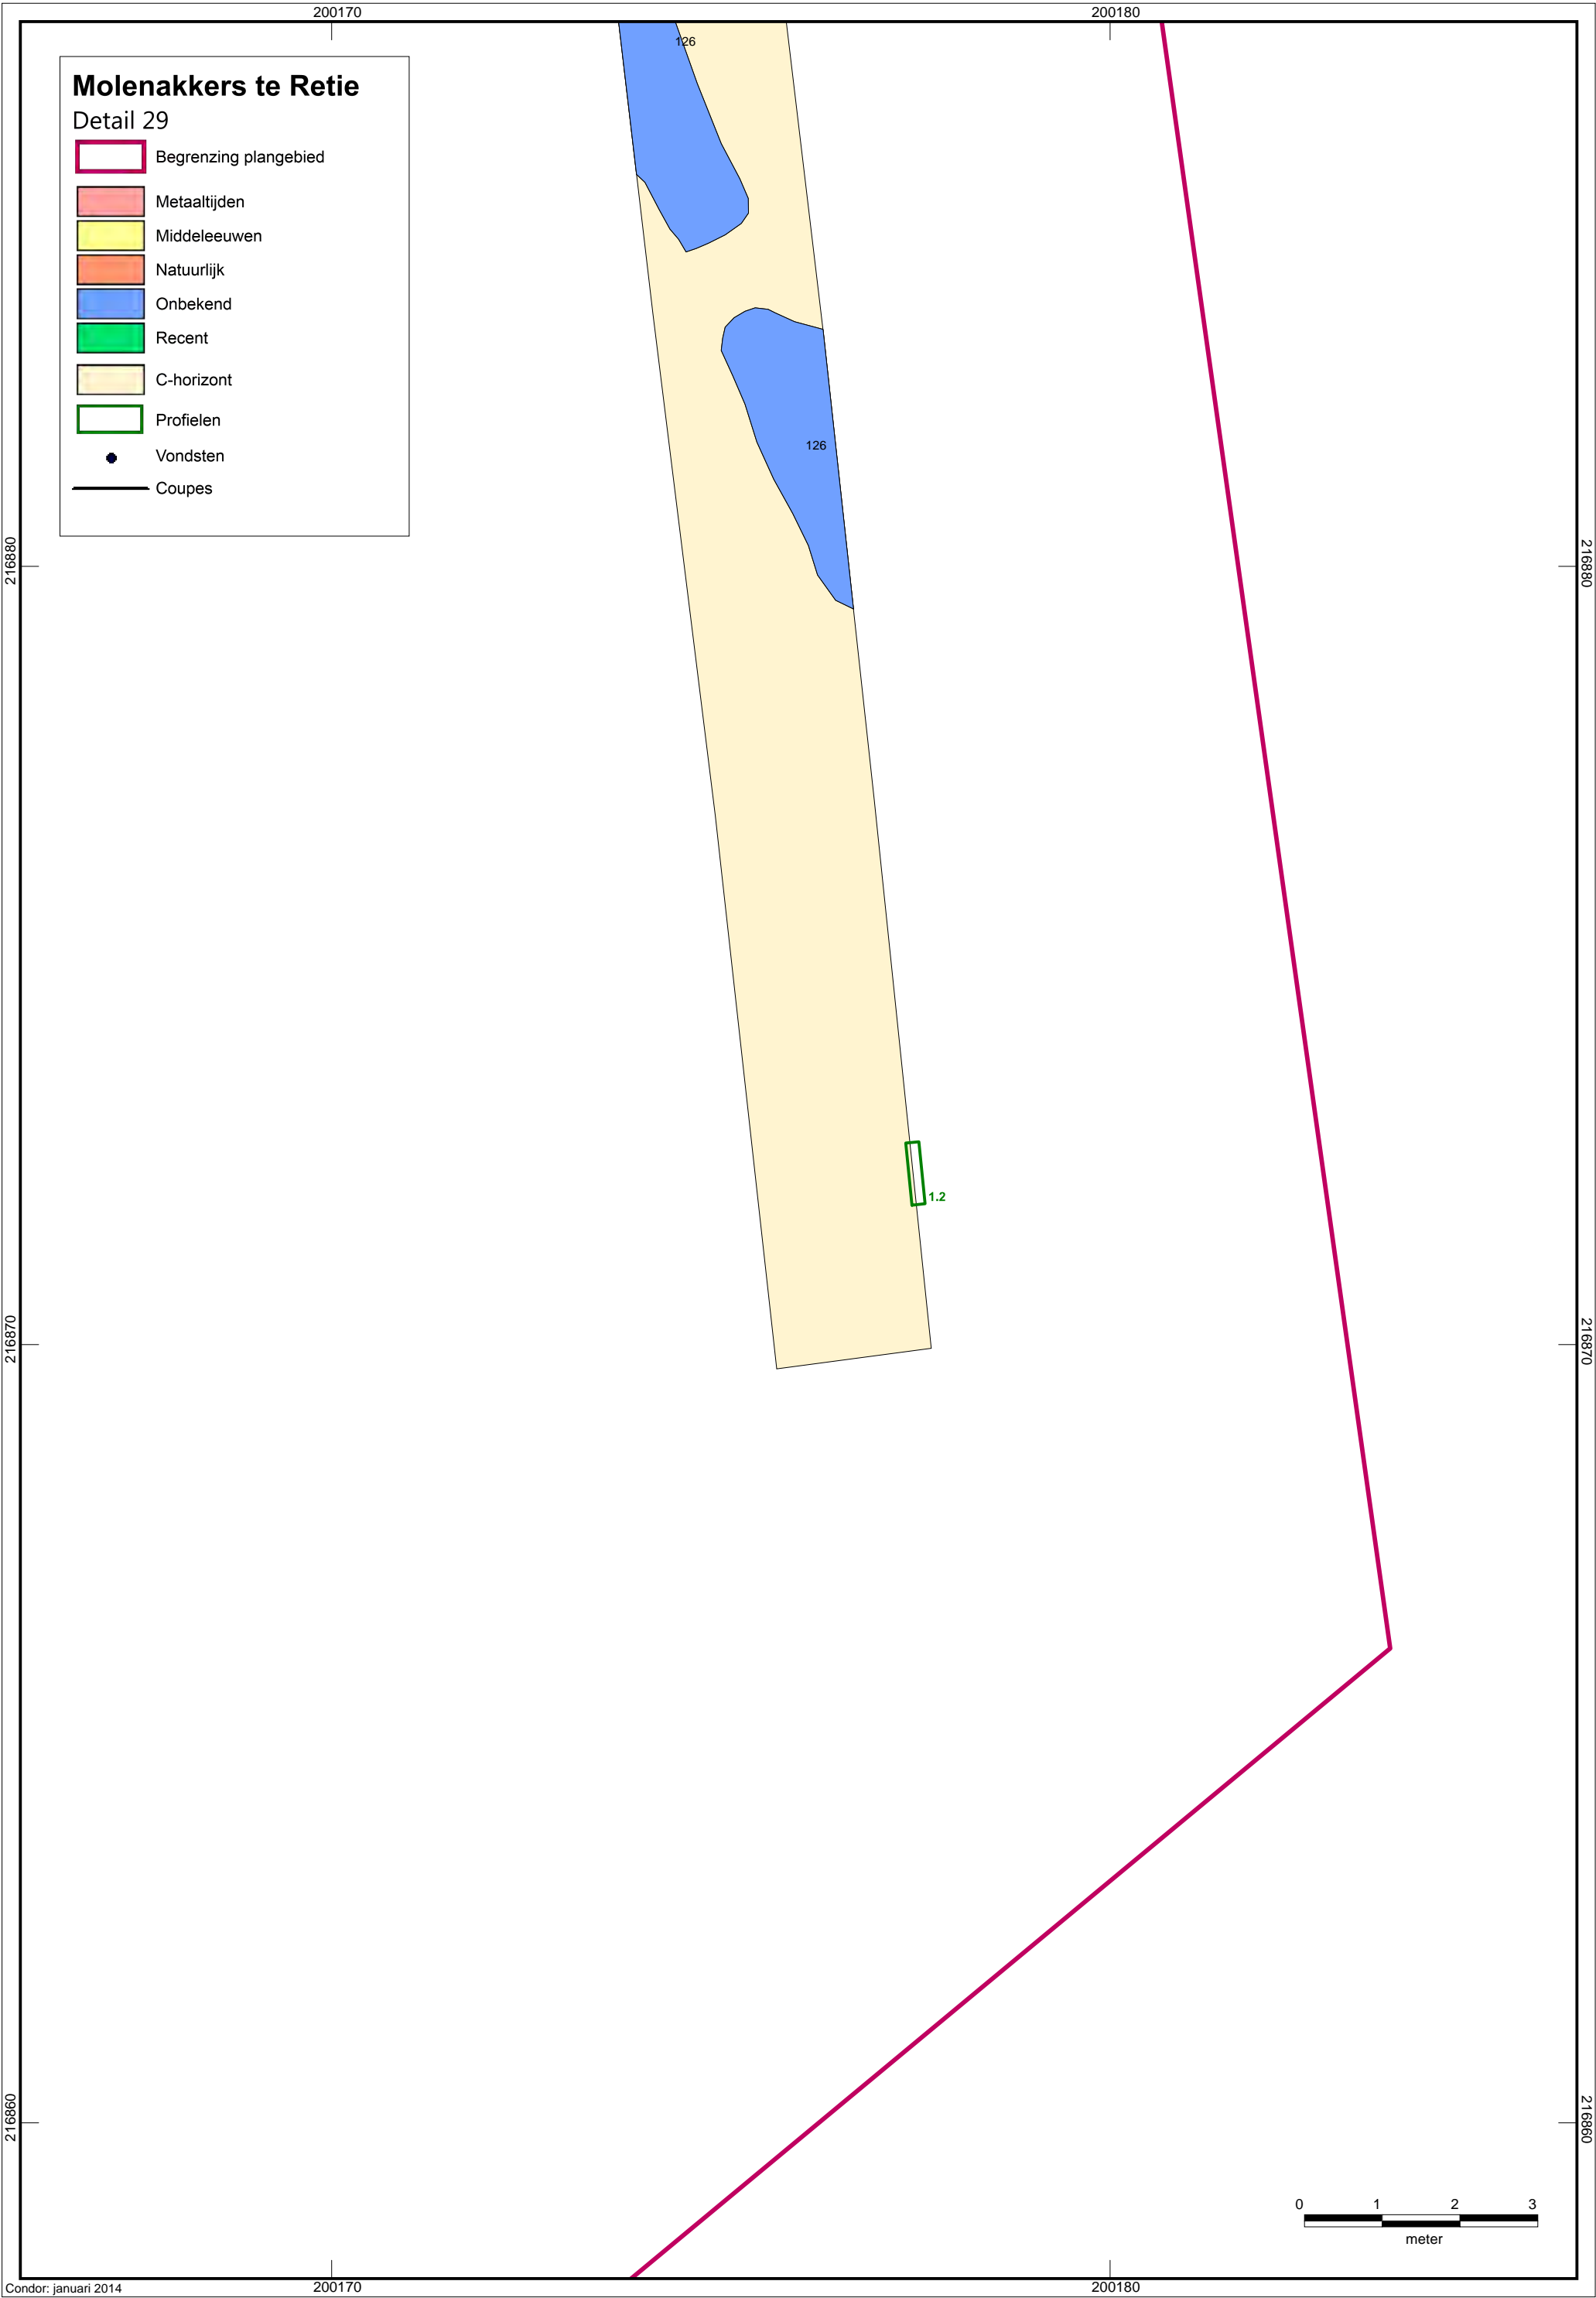 200170
200180
126
Molenakkers te Retie
Detail 29
Begrenzing plangebied
Metaaltijden
Middeleeuwen
Natuurlijk
Onbekend
Recent
C-horizont
Profielen
Vondsten
Coupes
126
216880
216880
1.2
216870
216870
216860
216860
0 1 2 3
meter
Condor: januari 2014
200170
200180